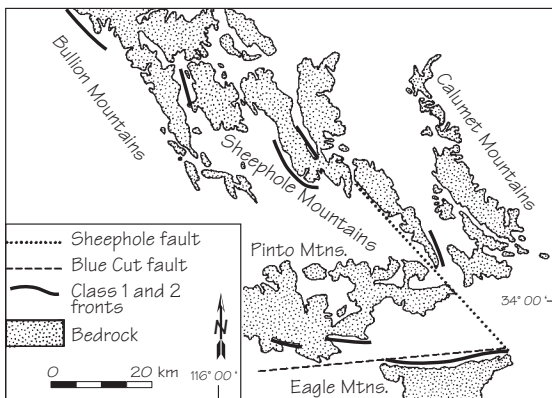 Bullion Mountains
Sheephole Mountains
Calumet Mountains
Pinto Mtns.
Eagle Mtns.
Sheephole fault
Blue Cut fault
Class 1 and 2
fronts
Bedrock
0 20 km
N
116° 00'
34° 00'